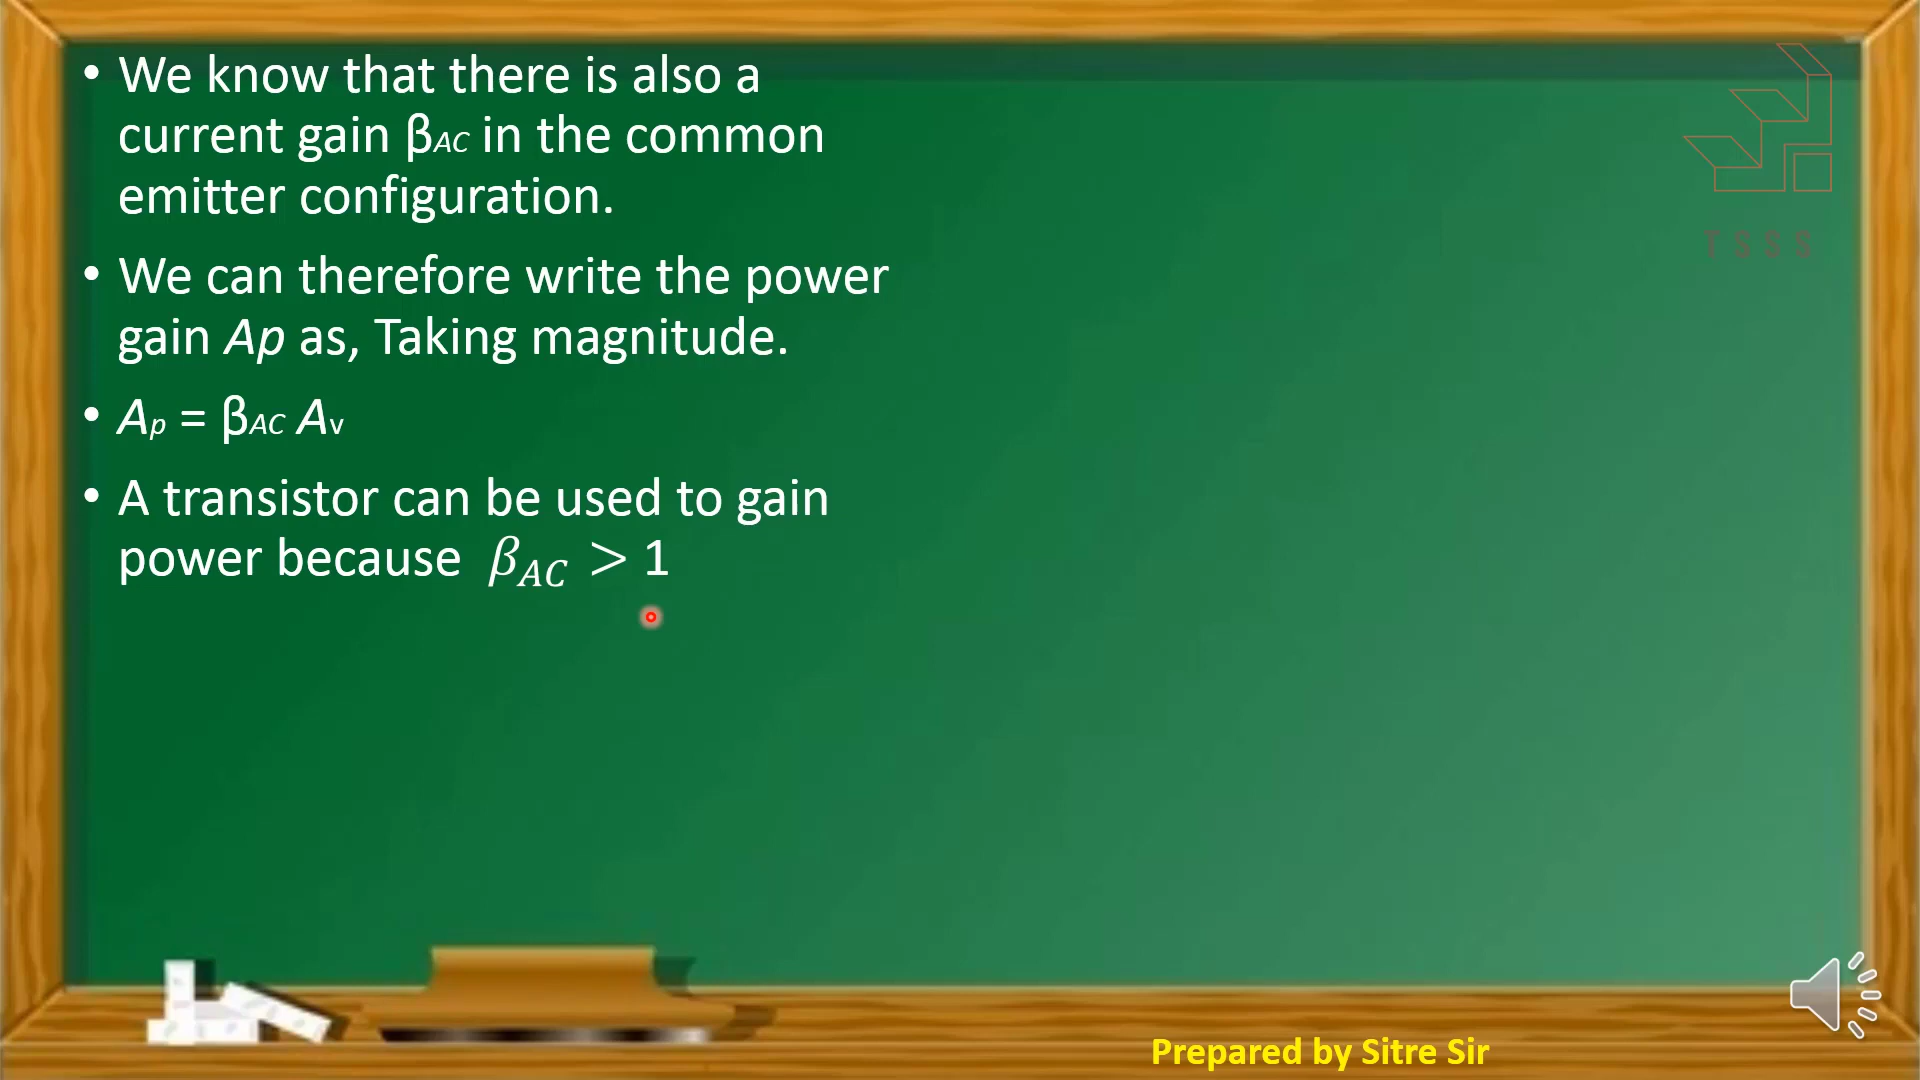 • We know that there is also a
current gain βAC in the common
emitter configuration.
• We can therefore write the power
gain Ap as, Taking magnitude.
• Ap = βAC Av
• A transistor can be used to gain
power because βAC > 1
TSSS
Prepared by Sitre Sir